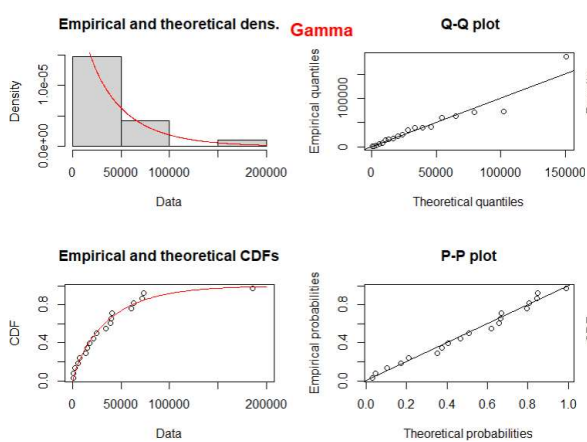 Empirical and theoretical dens.
Gamma
Q-Q plot
Density
0.0e+00 1.0e-05
0 50000 100000 200000
Data
Empirical quantiles
0 100000
0 50000 100000 150000
Theoretical quantiles
Empirical and theoretical CDFs
P-P plot
CDF
0.0 0.4 0.8
0 50000 100000 200000
Data
Empirical probabilities
0.0 0.4 0.8
0.0 0.2 0.4 0.6 0.8 1.0
Theoretical probabilities